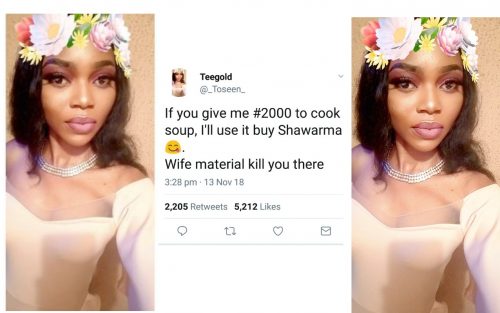 Teegold
@_Toseen_
If you give me #2000 to cook
soup, I'll use it buy Shawarma
😋.
Wife material kill you there
3:28 pm · 13 Nov 18
2,205 Retweets 5,212 Likes